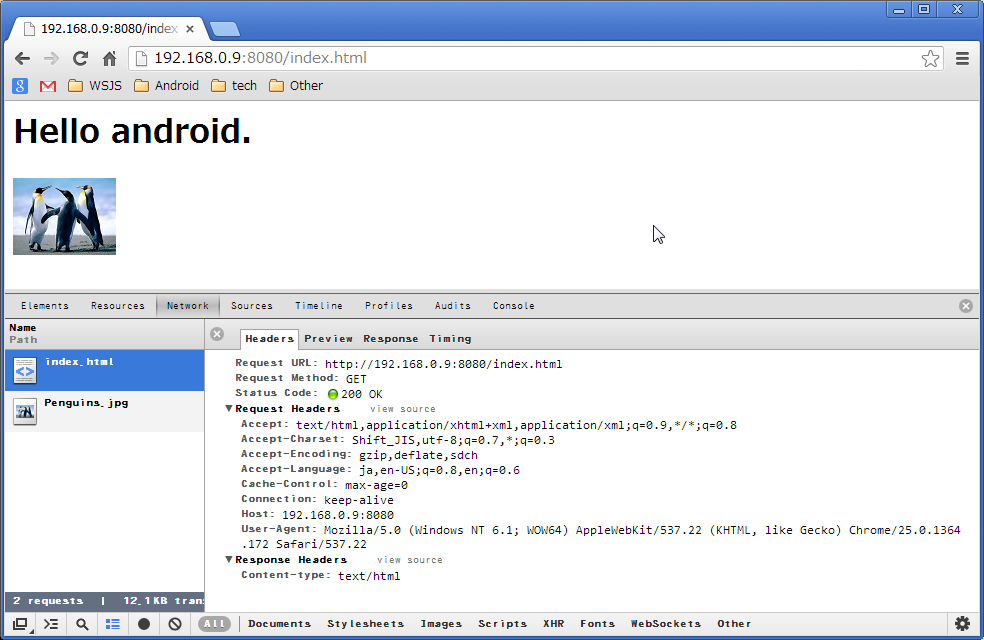 192.168.0.9:8080/index
192.168.0.9:8080/index.html
WSJS Android tech Other
Hello android.
Elements Resources Network Sources Timeline Profiles Audits Console
Name
Path
index.html
Penguins.jpg
2 requests | 12.1KB tran
Headers Preview Response Timing
Request URL: http://192.168.0.9:8080/index.html
Request Method: GET
Status Code: 200 OK
Request Headers view source
Accept: text/html,application/xhtml+xml,application/xml;q=0.9,*/*;q=0.8
Accept-Charset: Shift_JIS,utf-8;q=0.7,*;q=0.3
Accept-Encoding: gzip,deflate,sdch
Accept-Language: ja,en-US;q=0.8,en;q=0.6
Cache-Control: max-age=0
Connection: keep-alive
Host: 192.168.0.9:8080
User-Agent: Mozilla/5.0 (Windows NT 6.1; WOW64) AppleWebKit/537.22 (KHTML, like Gecko) Chrome/25.0.1364
.172 Safari/537.22
Response Headers view source
Content-type: text/html
All Documents Stylesheets Images Scripts XHR Fonts WebSockets Other